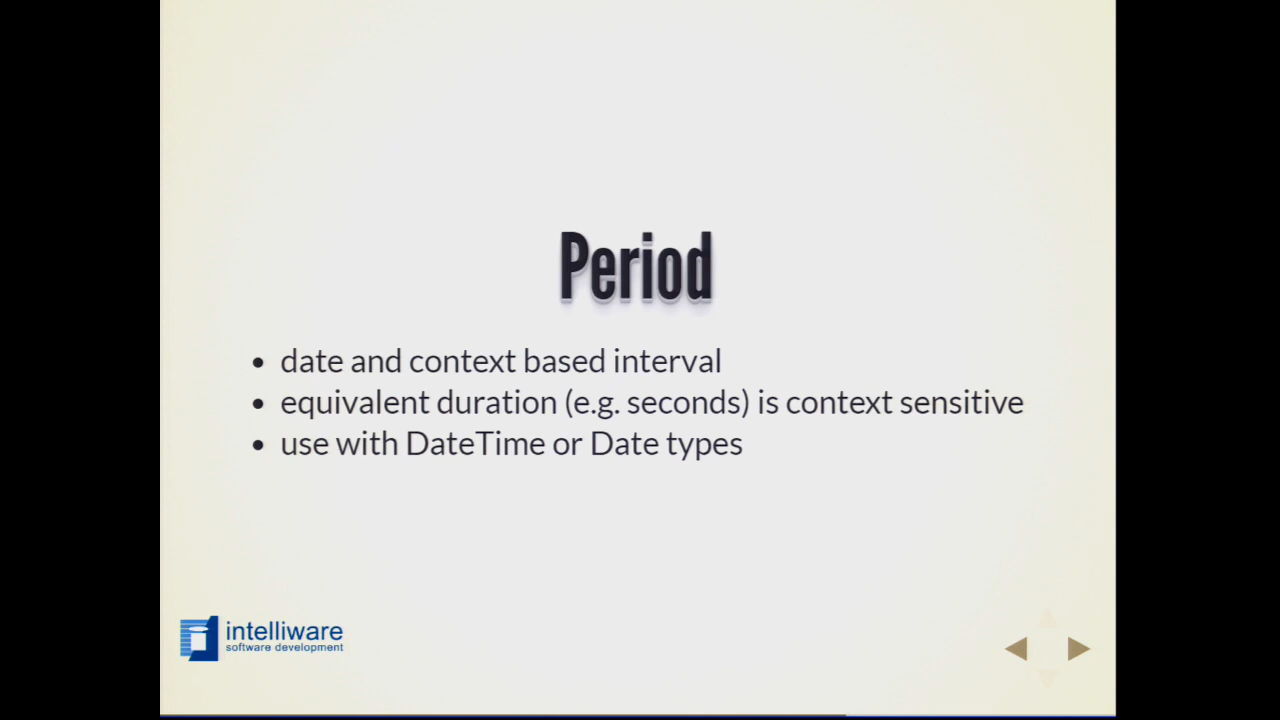 Period
• date and context based interval
• equivalent duration (e.g. seconds) is context sensitive
• use with DateTime or Date types
intelliware
software development